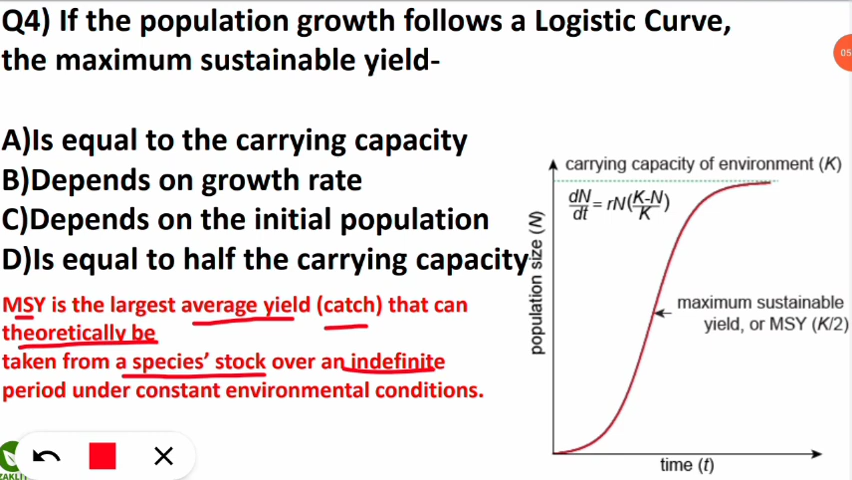 Q4) If the population growth follows a Logistic Curve,
the maximum sustainable yield-
A)Is equal to the carrying capacity
B)Depends on growth rate
C)Depends on the initial population
D)Is equal to half the carrying capacity
MSY is the largest average yield (catch) that can
theoretically be
taken from a species' stock over an indefinite
period under constant environmental conditions.
05
carrying capacity of environment (K)
dN/dt = rN(K-N/K)
population size (N)
maximum sustainable
yield, or MSY (K/2)
time (t)